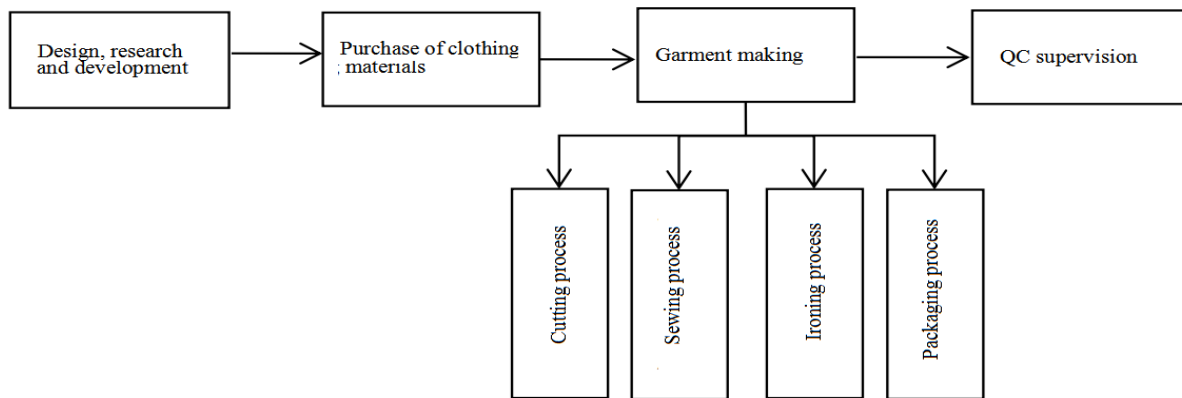 Design, research
and development
Purchase of clothing
; materials
Garment making
QC supervision
Cutting process
Sewing process
Ironing process
Packaging process